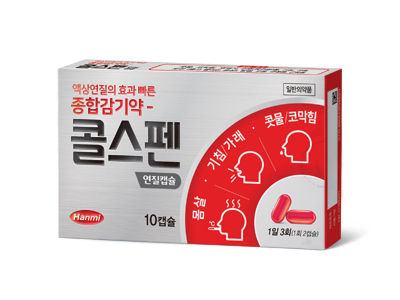 액상연질의 효과 빠른
종합감기약-
콜스펜
연질캡슐
Hanmi
10캡슐
일반의약품
콧물/코막힘
기침/가래
몸살
1일 3회(1회 2캡슐)